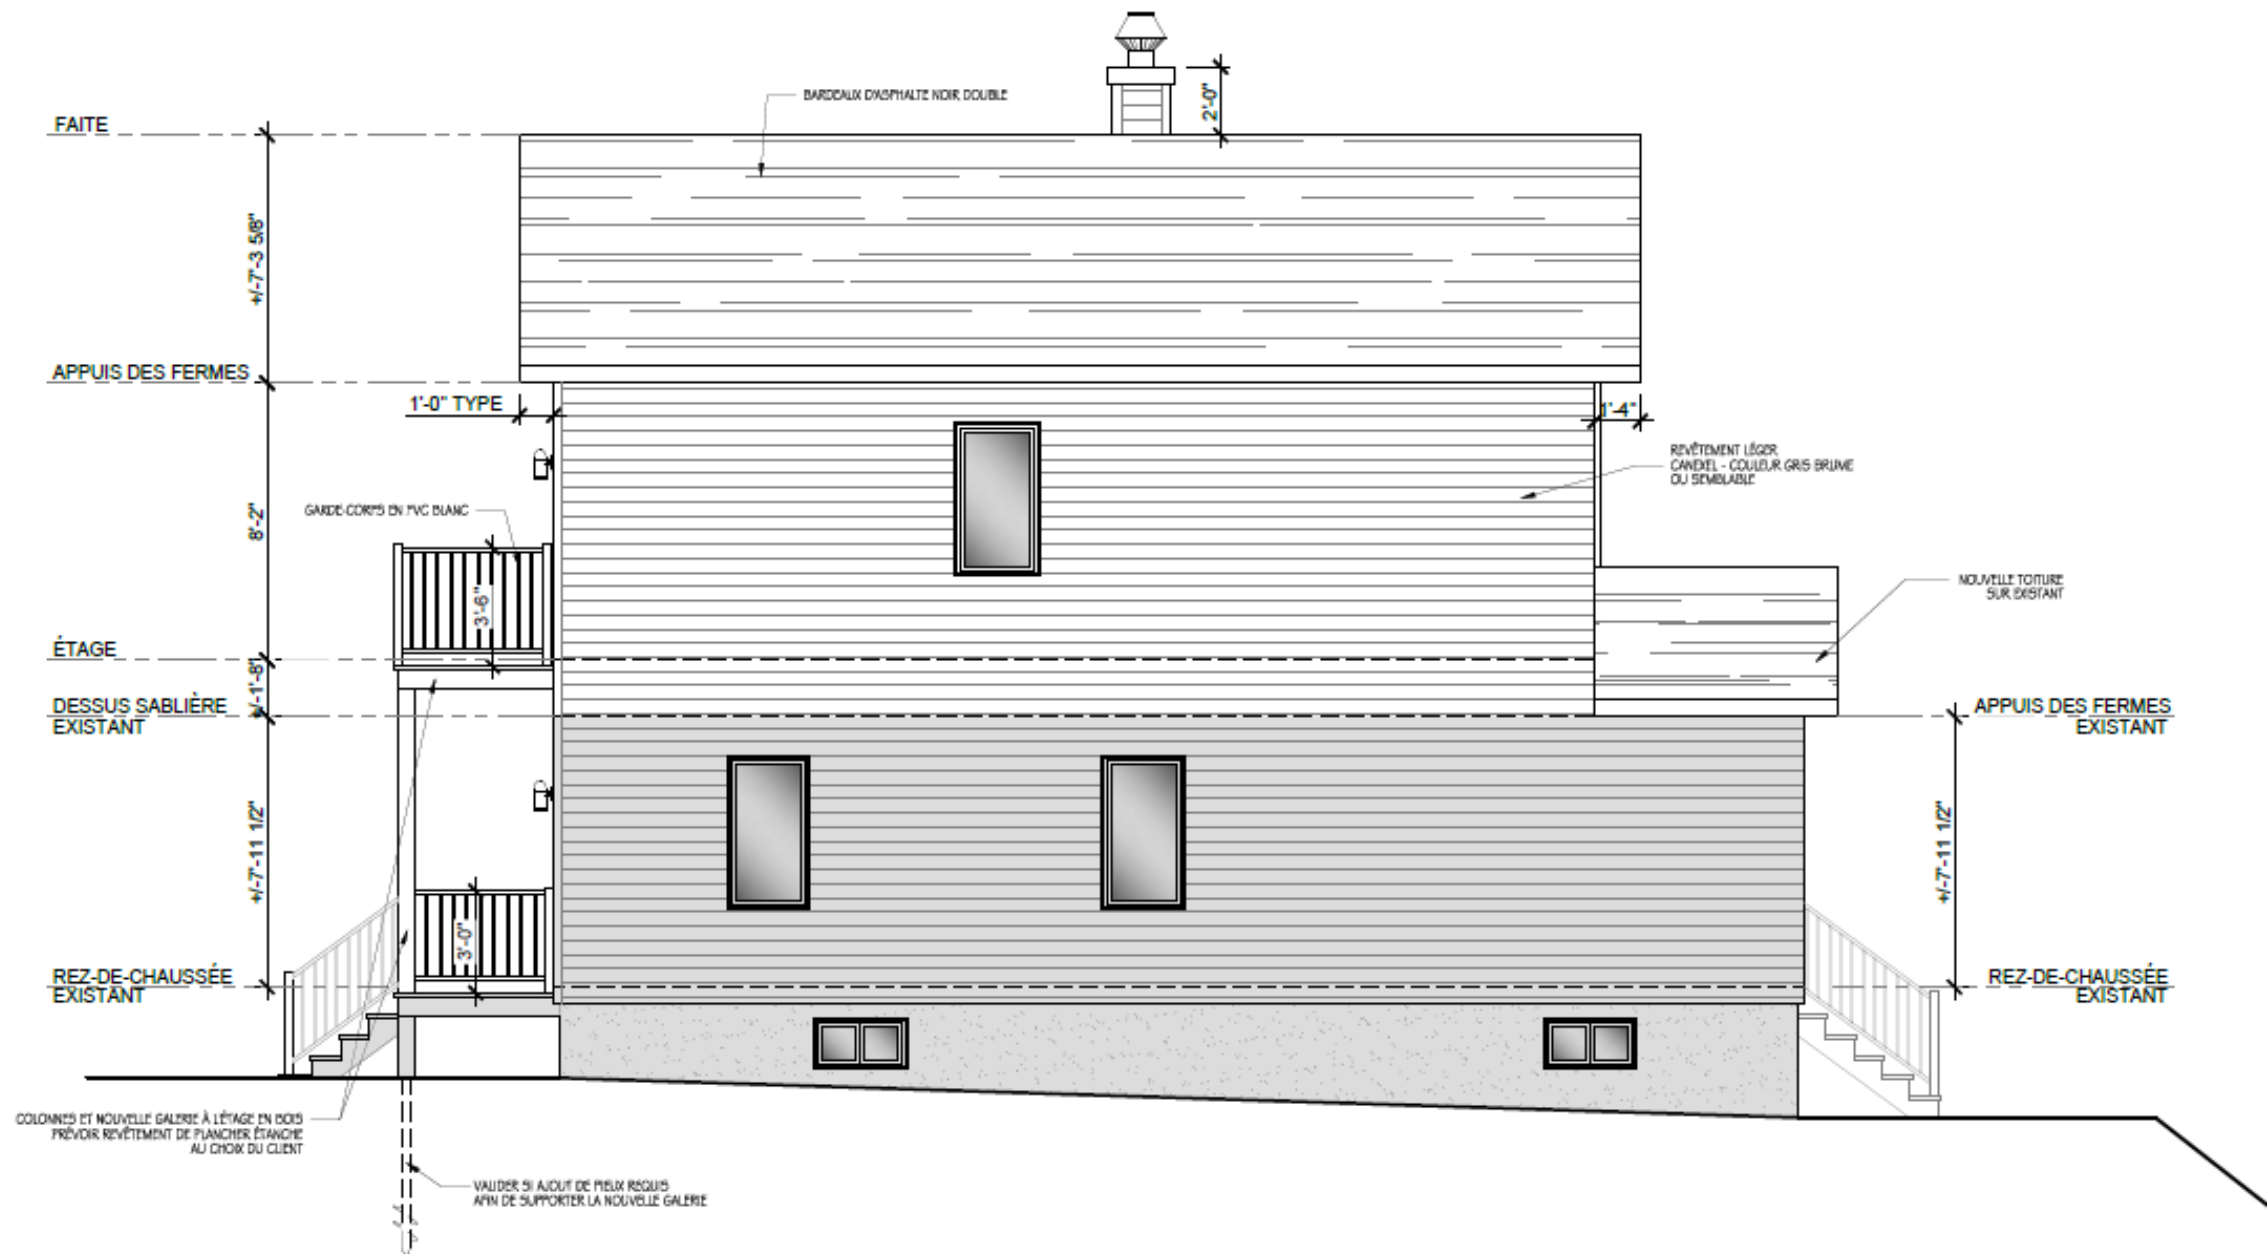 BARDEAUX D'ASPHALTE NOIR DOUBLE
2'-0"
FAITE
+/-7'-3 5/8"
APPUIS DES FERMES
1'-0" TYPE
1'-4"
REVÊTEMENT LÉGER
CANEXEL - COULEUR GRIS BRUME
OU SEMBLABLE
8'-2"
GARDE-CORPS EN PVC BLANC
3'-6"
NOUVELLE TOITURE
SUR EXISTANT
ÉTAGE
+/-1'-8"
DESSUS SABLIÈRE
EXISTANT
APPUIS DES FERMES
EXISTANT
+/-7'-11 1/2"
+/-7'-11 1/2"
3'-0"
REZ-DE-CHAUSSÉE
EXISTANT
REZ-DE-CHAUSSÉE
EXISTANT
COLONNES ET NOUVELLE GALERIE À L'ÉTAGE EN BOIS
PRÉVOIR REVÊTEMENT DE PLANCHER ÉTANCHE
AU CHOIX DU CLIENT
VALIDER SI AJOUT DE PIEUX REQUIS
AFIN DE SUPPORTER LA NOUVELLE GALERIE